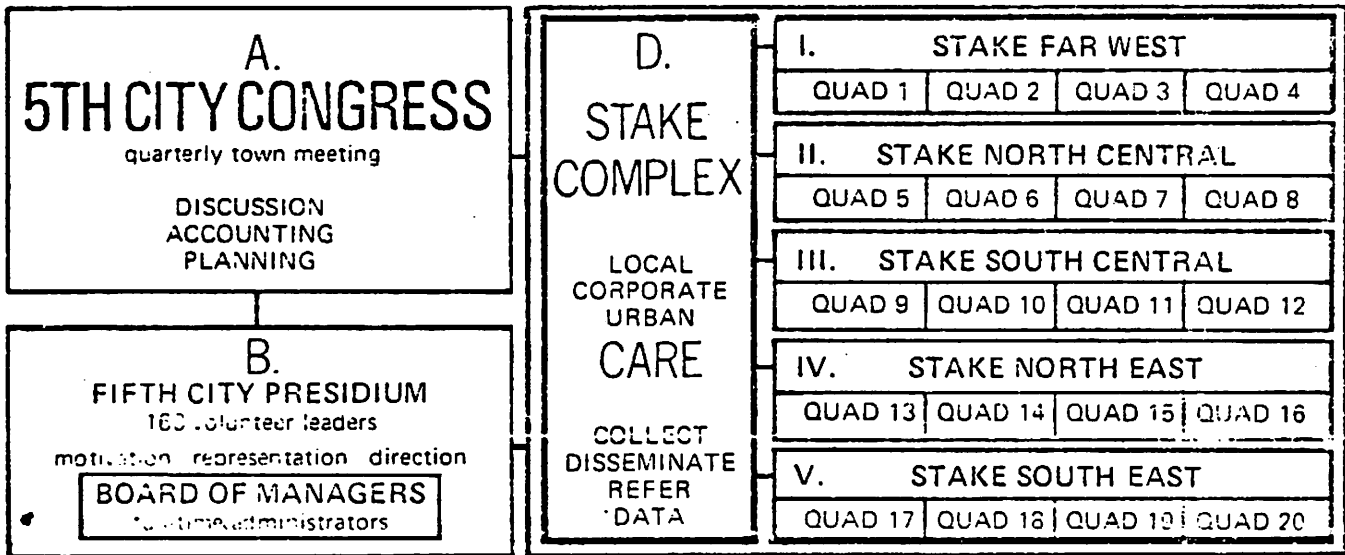 A.
5TH CITY CONGRESS
quarterly town meeting
DISCUSSION
ACCOUNTING
PLANNING
B.
FIFTH CITY PRESIDIUM
volunteer leaders
motivation representation direction
BOARD OF MANAGERS
administrators
D.
STAKE
COMPLEX
LOCAL
CORPORATE
URBAN
CARE
COLLECT
DISSEMINATE
REFER
DATA
I. STAKE FAR WEST
QUAD 1 QUAD 2 QUAD 3 QUAD 4
II. STAKE NORTH CENTRAL
QUAD 5 QUAD 6 QUAD 7 QUAD 8
III. STAKE SOUTH CENTRAL
QUAD 9 QUAD 10 QUAD 11 QUAD 12
IV. STAKE NORTH EAST
QUAD 13 QUAD 14 QUAD 15 QUAD 16
V. STAKE SOUTH EAST
QUAD 17 QUAD 18 QUAD 19 QUAD 20